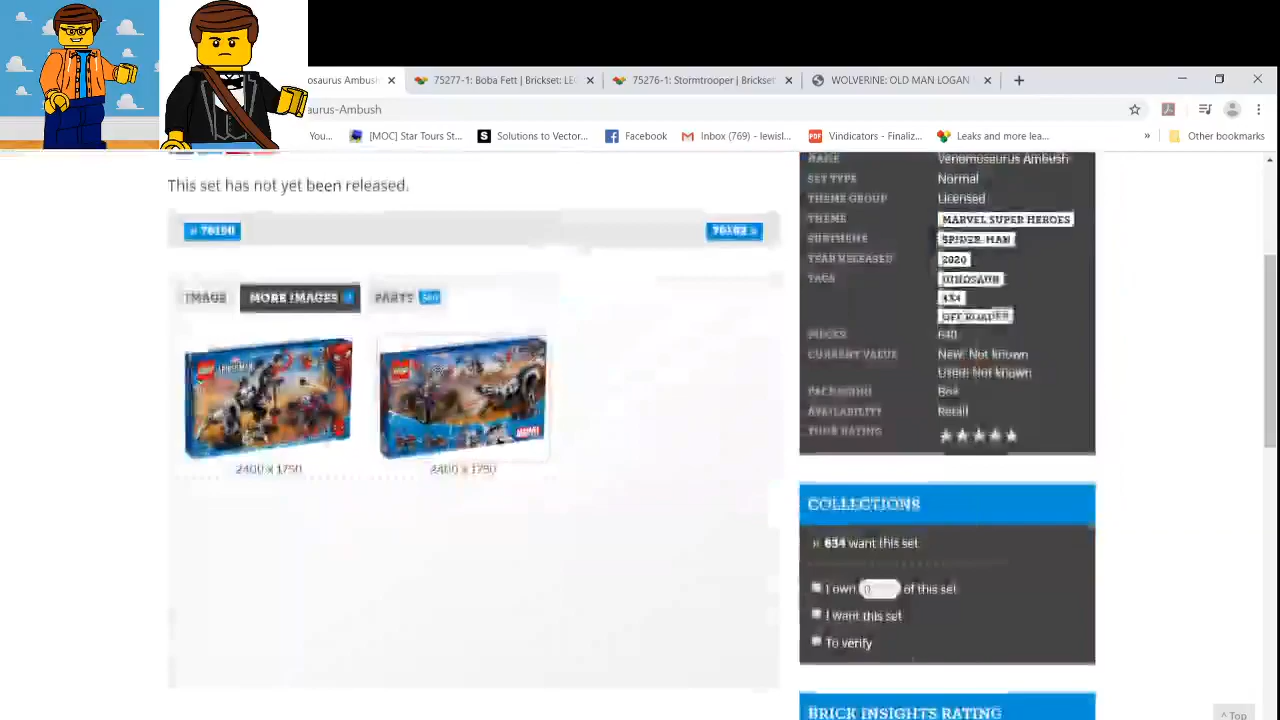 osaurus Ambush
75277-1: Boba Fett | Brickset: LE
75276-1: Stormtrooper | Brickset
WOLVERINE: OLD MAN LOGAN
aurus-Ambush
You...
[MOC] Star Tours St...
Solutions to Vector...
Facebook
Inbox (769) - lewisl...
Vindicators - Finaliz...
Leaks and more lea...
Other bookmarks
This set has not yet been released.
IMAGE
MORE IMAGES
PARTS
2400 x 1750
NAME Venomosaurus Ambush
SET TYPE Normal
THEME GROUP Licensed
THEME MARVEL SUPER HEROES
SUBTHEME SPIDER-MAN
YEAR RELEASED 2020
TAGS DINOSAUR
4X4
OFF ROADER
PIECES 640
CURRENT VALUE New: Not known
Used: Not known
PACKAGING Box
AVAILABILITY Retail
YOUR RATING
COLLECTIONS
634 want this set
I own 0 of this set
I want this set
To verify
BRICK INSIGHTS RATING
Top